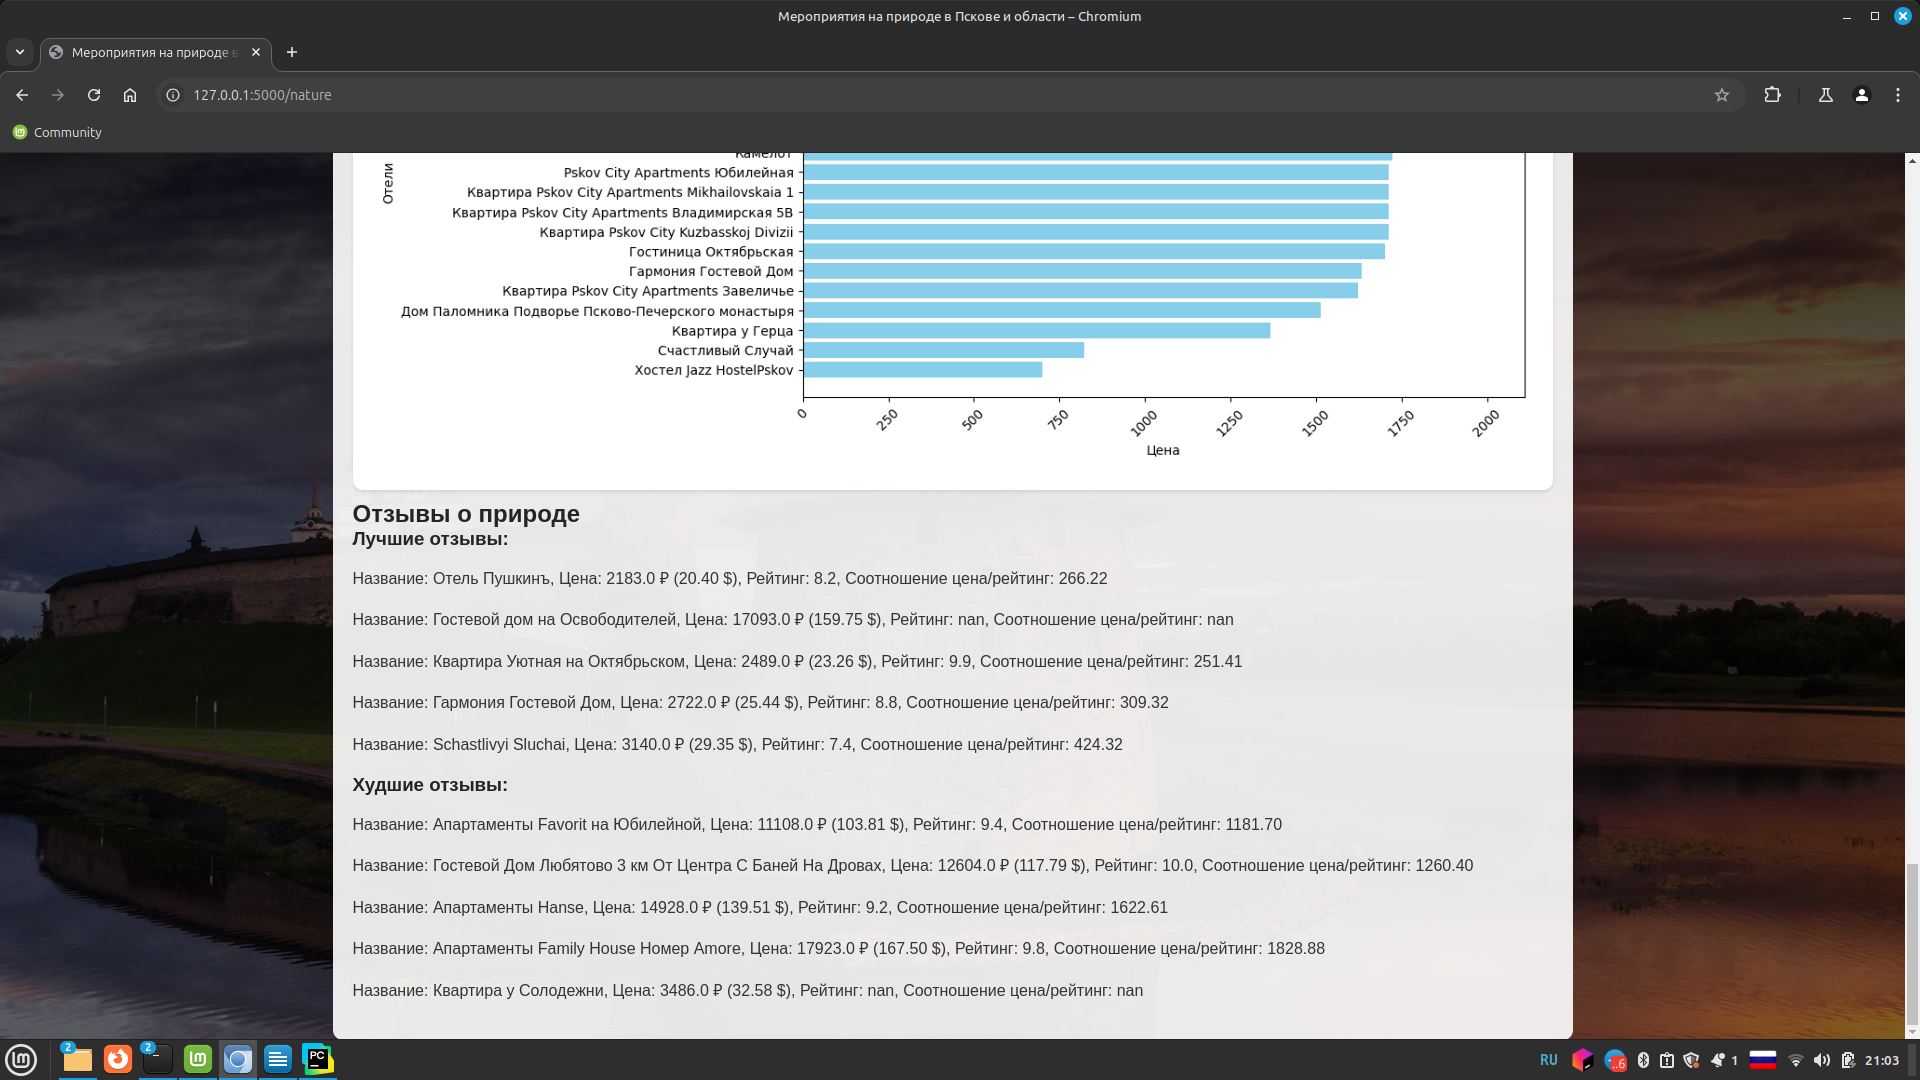 Мероприятия на природе в Пскове и области – Chromium
Мероприятия на природе в
127.0.0.1:5000/nature
Community
Камелот
Pskov City Apartments Юбилейная
Квартира Pskov City Apartments Mikhailovskaia 1
Квартира Pskov City Apartments Владимирская 5В
Квартира Pskov City Kuzbasskoj Divizii
Гостиница Октябрьская
Гармония Гостевой Дом
Квартира Pskov City Apartments Завеличье
Дом Паломника Подворье Псково-Печерского монастыря
Квартира у Герца
Счастливый Случай
Хостел Jazz HostelPskov
Отели
0 250 500 750 1000 1250 1500 1750 2000
Цена
Отзывы о природе
Лучшие отзывы:
Название: Отель Пушкинъ, Цена: 2183.0 ₽ (20.40 $), Рейтинг: 8.2, Соотношение цена/рейтинг: 266.22
Название: Гостевой дом на Освободителей, Цена: 17093.0 ₽ (159.75 $), Рейтинг: nan, Соотношение цена/рейтинг: nan
Название: Квартира Уютная на Октябрьском, Цена: 2489.0 ₽ (23.26 $), Рейтинг: 9.9, Соотношение цена/рейтинг: 251.41
Название: Гармония Гостевой Дом, Цена: 2722.0 ₽ (25.44 $), Рейтинг: 8.8, Соотношение цена/рейтинг: 309.32
Название: Schastlivyi Sluchai, Цена: 3140.0 ₽ (29.35 $), Рейтинг: 7.4, Соотношение цена/рейтинг: 424.32
Худшие отзывы:
Название: Апартаменты Favorit на Юбилейной, Цена: 11108.0 ₽ (103.81 $), Рейтинг: 9.4, Соотношение цена/рейтинг: 1181.70
Название: Гостевой Дом Любятово 3 км От Центра С Баней На Дровах, Цена: 12604.0 ₽ (117.79 $), Рейтинг: 10.0, Соотношение цена/рейтинг: 1260.40
Название: Апартаменты Hanse, Цена: 14928.0 ₽ (139.51 $), Рейтинг: 9.2, Соотношение цена/рейтинг: 1622.61
Название: Апартаменты Family House Номер Amore, Цена: 17923.0 ₽ (167.50 $), Рейтинг: 9.8, Соотношение цена/рейтинг: 1828.88
Название: Квартира у Солодежни, Цена: 3486.0 ₽ (32.58 $), Рейтинг: nan, Соотношение цена/рейтинг: nan
2 2 PC RU ..6 1 21:03